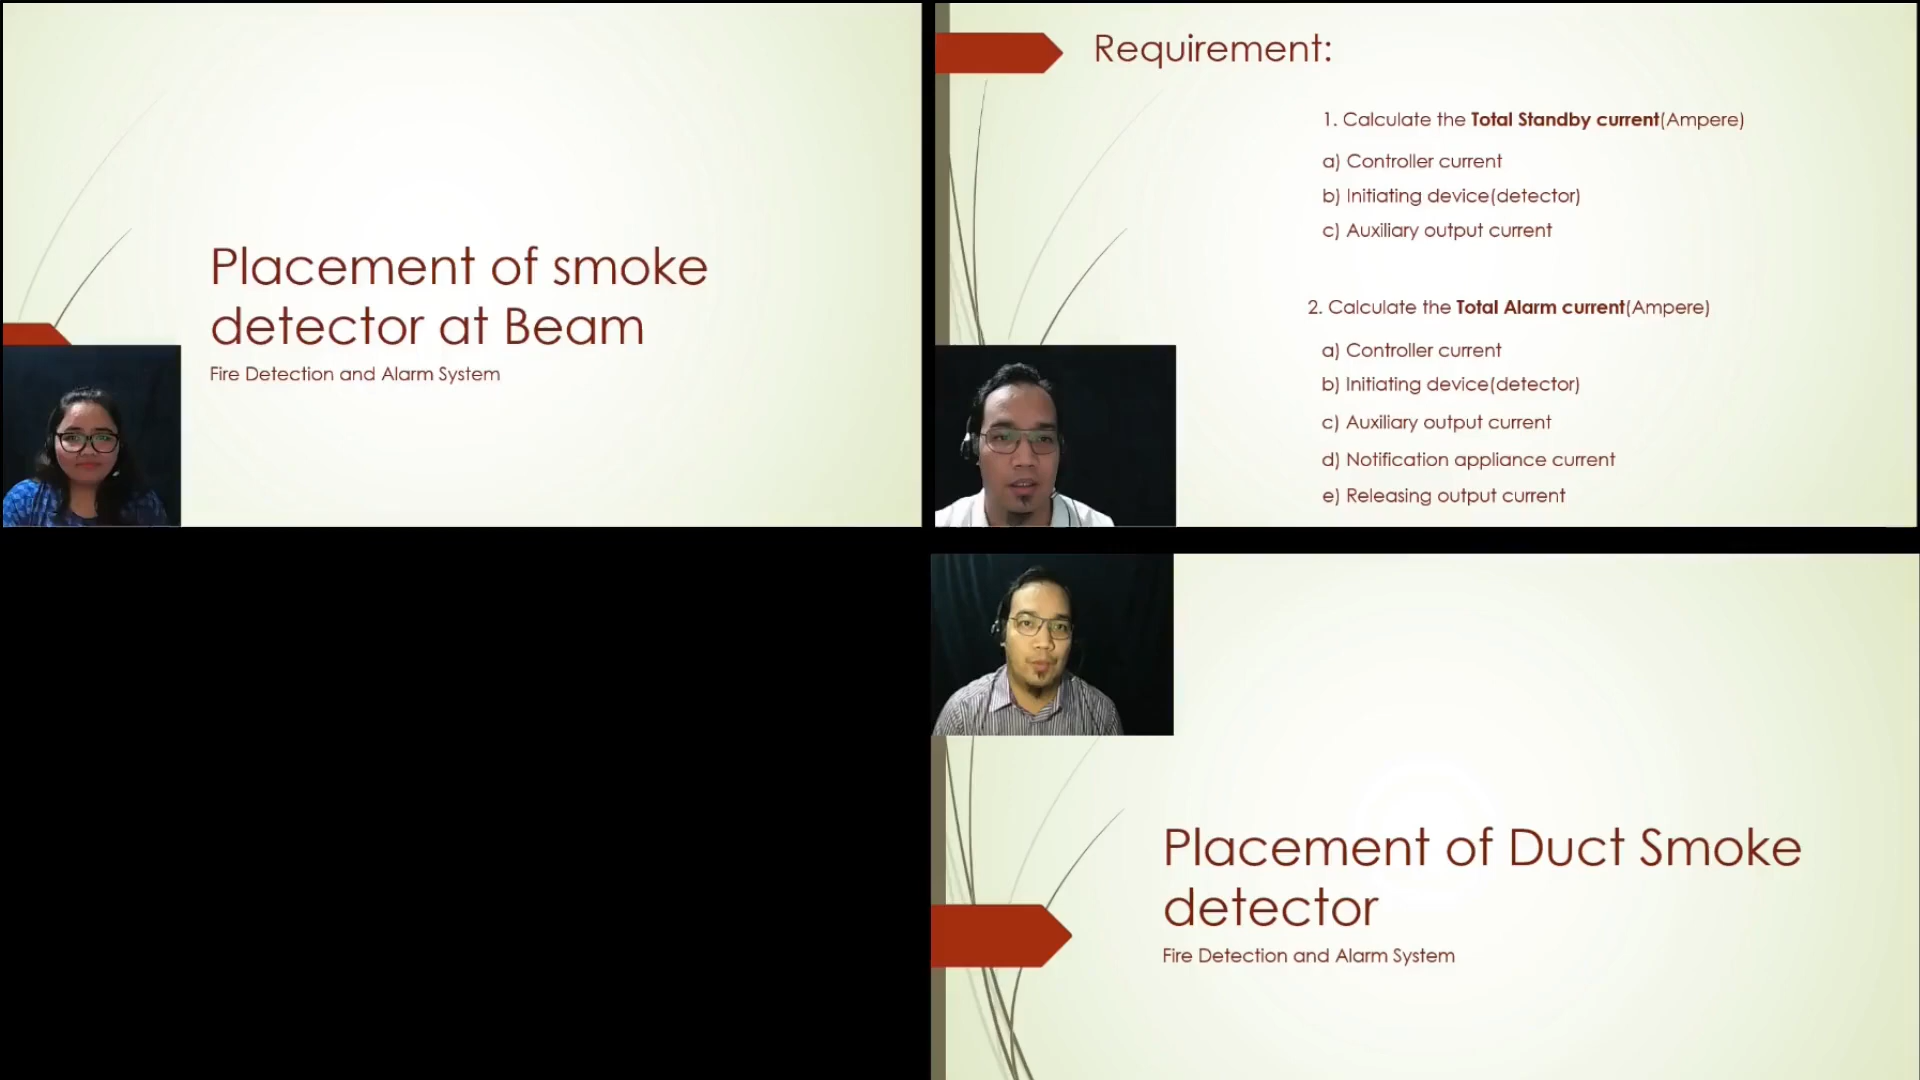 Placement of smoke
detector at Beam
Fire Detection and Alarm System
Requirement:
1. Calculate the Total Standby current(Ampere)
a) Controller current
b) Initiating device(detector)
c) Auxiliary output current
2. Calculate the Total Alarm current(Ampere)
a) Controller current
b) Initiating device(detector)
c) Auxiliary output current
d) Notification appliance current
e) Releasing output current
Placement of Duct Smoke
detector
Fire Detection and Alarm System